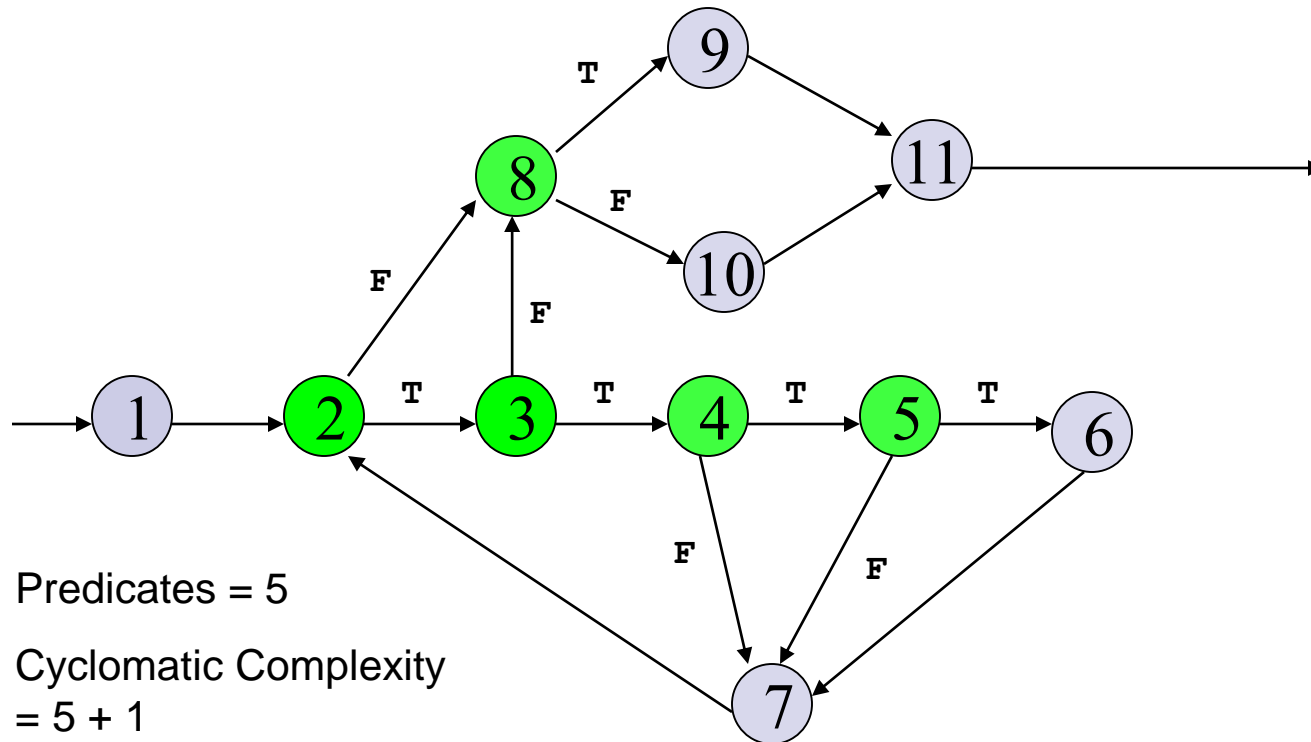 9
T
8
11
F
10
F
F
1
2
T
3
T
4
T
5
T
6
F
F
Predicates = 5
Cyclomatic Complexity
= 5 + 1
7